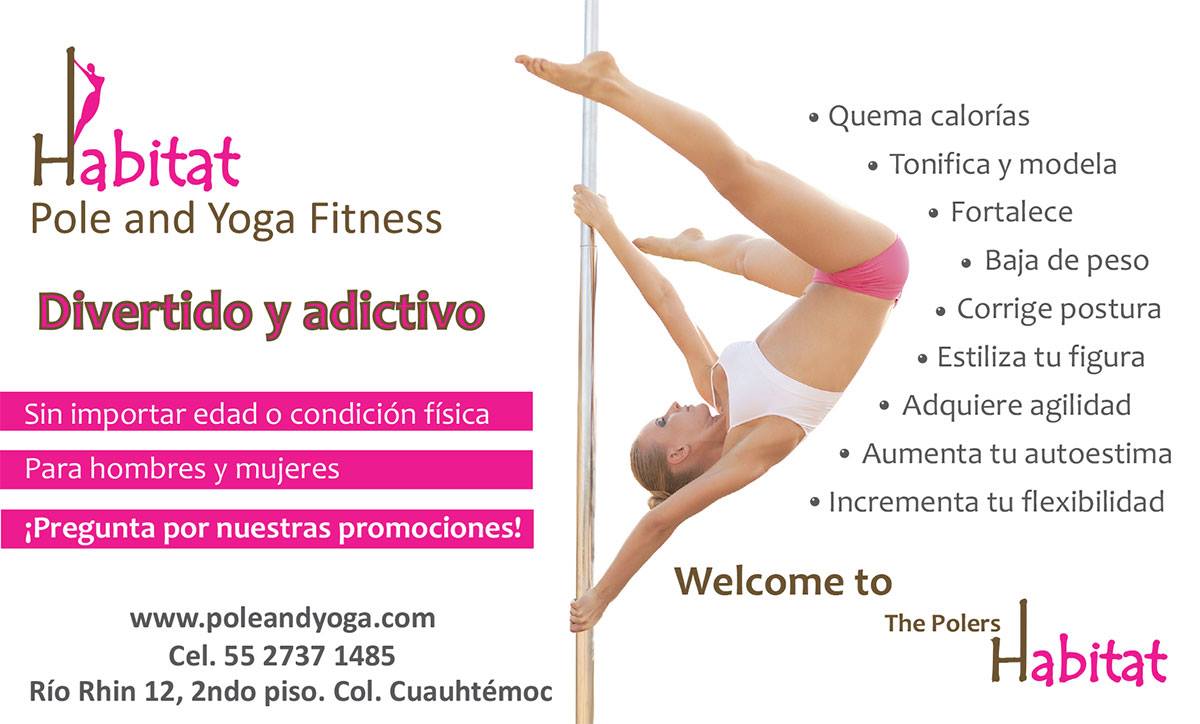 Habitat
Pole and Yoga Fitness
Divertido y adictivo
Sin importar edad o condición física
Para hombres y mujeres
¡Pregunta por nuestras promociones!
www.poleandyoga.com
Cel. 55 2737 1485
Río Rhin 12, 2ndo piso. Col. Cuauhtémoc
• Quema calorías
• Tonifica y modela
• Fortalece
• Baja de peso
• Corrige postura
• Estiliza tu figura
• Adquiere agilidad
• Aumenta tu autoestima
• Incrementa tu flexibilidad
Welcome to
The Polers
Habitat